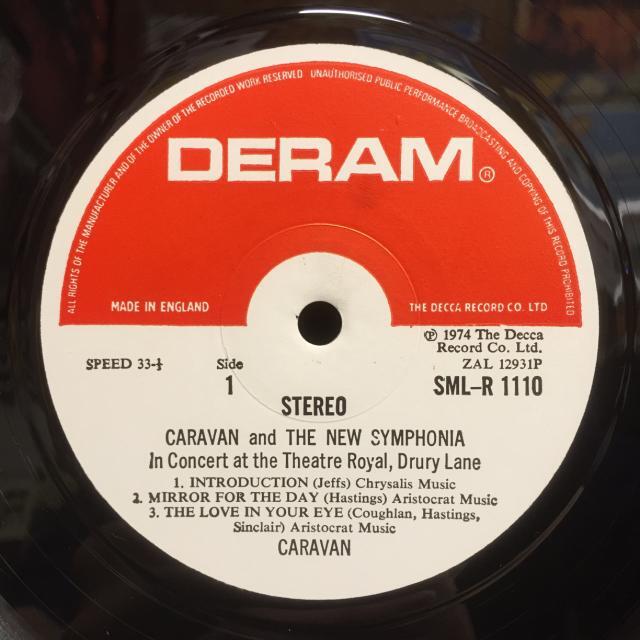 ALL RIGHTS OF THE MANUFACTURER AND OF THE OWNER OF THE RECORDED WORK RESERVED UNAUTHORISED PUBLIC PERFORMANCE BROADCASTING AND COPYING OF THIS RECORD PROHIBITED
DERAM®
MADE IN ENGLAND
THE DECCA RECORD CO. LTD
℗ 1974 The Decca
Record Co. Ltd.
SPEED 33-⅓
Side
ZAL 12931P
1
SML-R 1110
STEREO
CARAVAN and THE NEW SYMPHONIA
In Concert at the Theatre Royal, Drury Lane
1. INTRODUCTION (Jeffs) Chrysalis Music
2. MIRROR FOR THE DAY (Hastings) Aristocrat Music
3. THE LOVE IN YOUR EYE (Coughlan, Hastings,
Sinclair) Aristocrat Music
CARAVAN